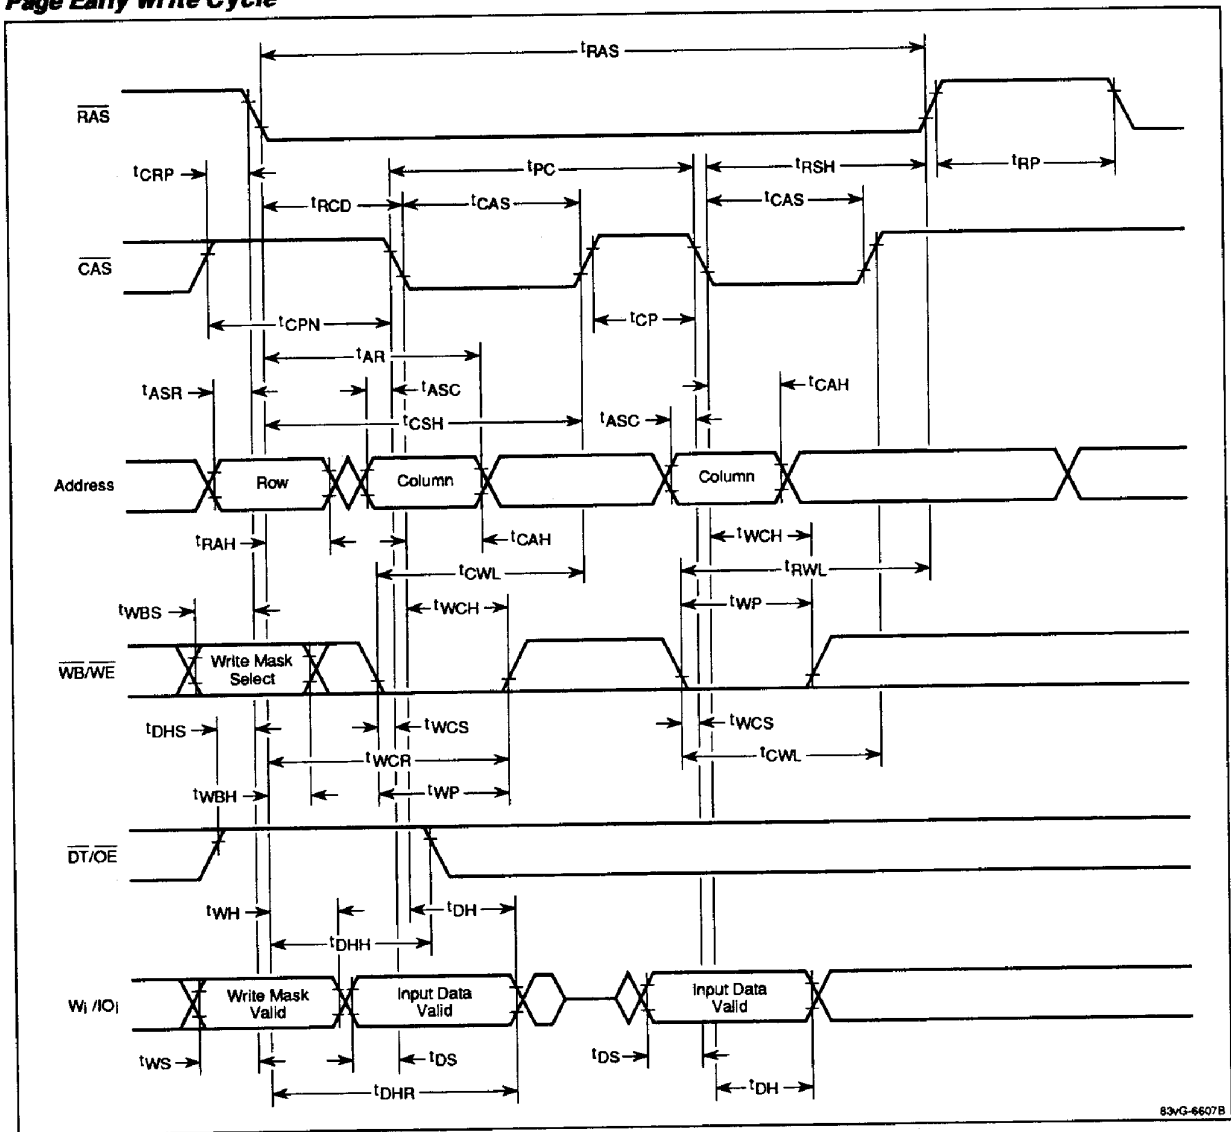 Page Early Write Cycle
tRAS
RAS
tCRP
tPC
tRSH
tRP
tRCD
tCAS
tCAS
CAS
tCPN
tCP
tAR
tASR
tASC
tCAH
tCSH
tASC
Address
Row
Column
Column
tRAH
tCAH
tWCH
tCWL
tRWL
tWBS
tWCH
tWP
WB/WE
Write Mask
Select
tDHS
tWCS
tWCS
tWCR
tCWL
tWBH
tWP
DT/OE
tWH
tDH
tDHH
Wi /IOi
Write Mask
Valid
Input Data
Valid
Input Data
Valid
tWS
tDS
tDS
tDHR
tDH
83vG-6607B